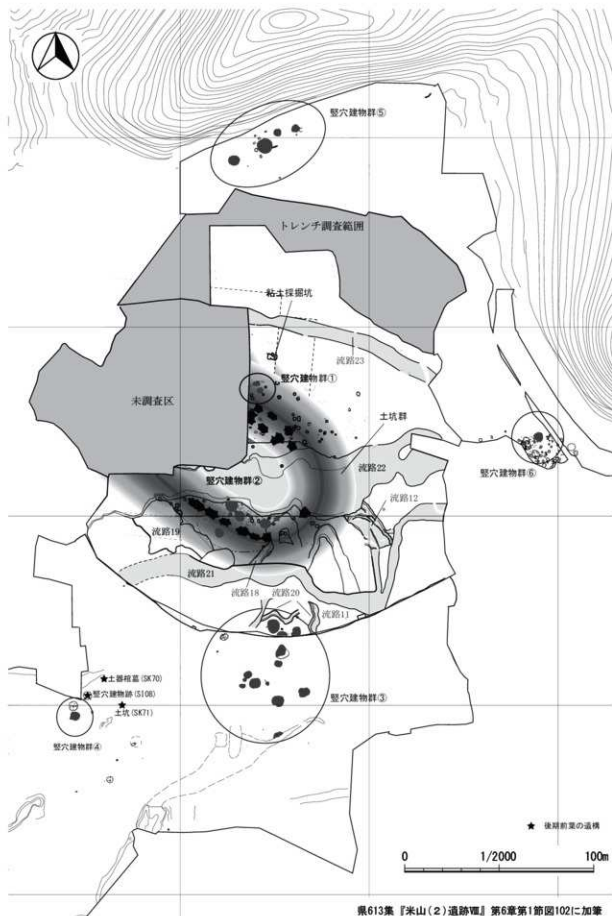 竪穴建物群⑤
トレンチ調査範囲
粘土採掘坑
流路23
竪穴建物群①
未調査区
土坑群
竪穴建物群②
流路22
竪穴建物群⑥
流路12
流路19
流路21
流路18
流路20
流路11
土器棺墓(SK70)
竪穴建物跡(SI08)
土坑(SK71)
竪穴建物群③
竪穴建物群④
★ 後期前葉の遺構
0 1/2000 100m
県613集『米山(2)遺跡Ⅷ』第6章第1節図102に加筆